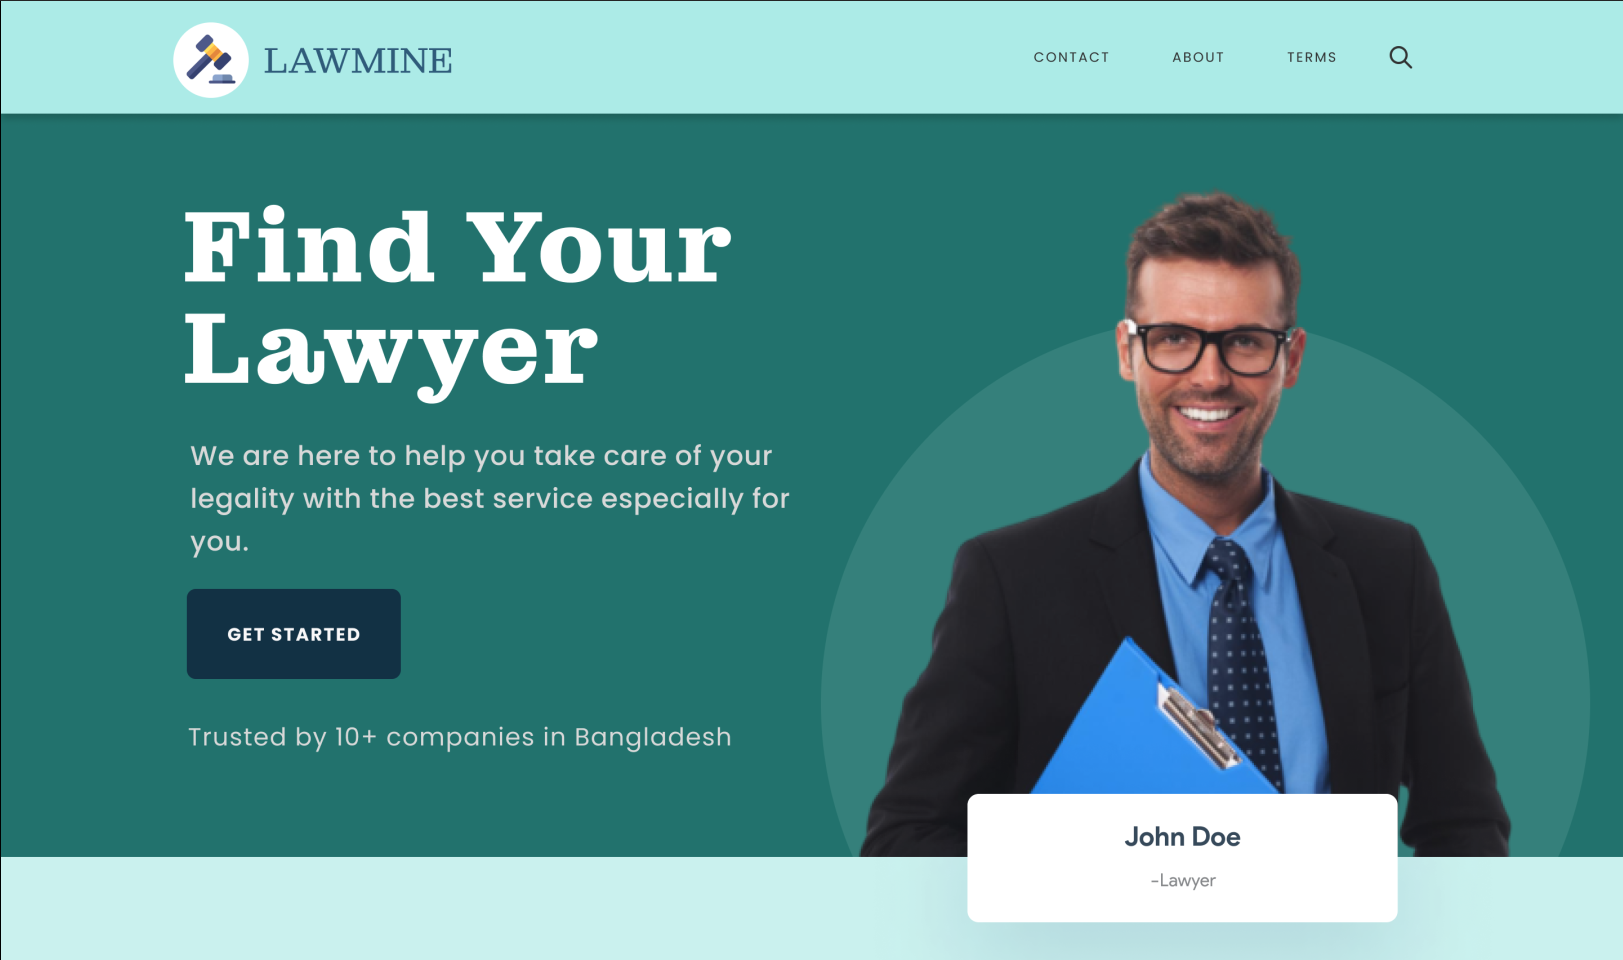 LAWMINE
CONTACT
ABOUT
TERMS
Find Your
Lawyer
We are here to help you take care of your
legality with the best service especially for
you.
GET STARTED
Trusted by 10+ companies in Bangladesh
John Doe
-Lawyer